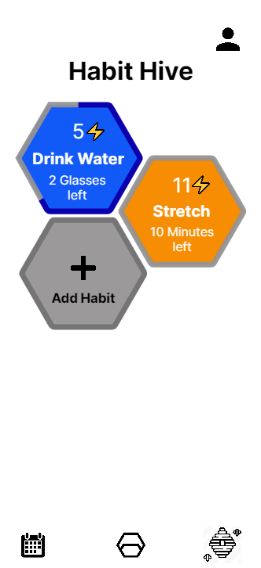 Habit Hive
5⚡
Drink Water
2 Glasses
left
11⚡
Stretch
10 Minutes
left
Add Habit